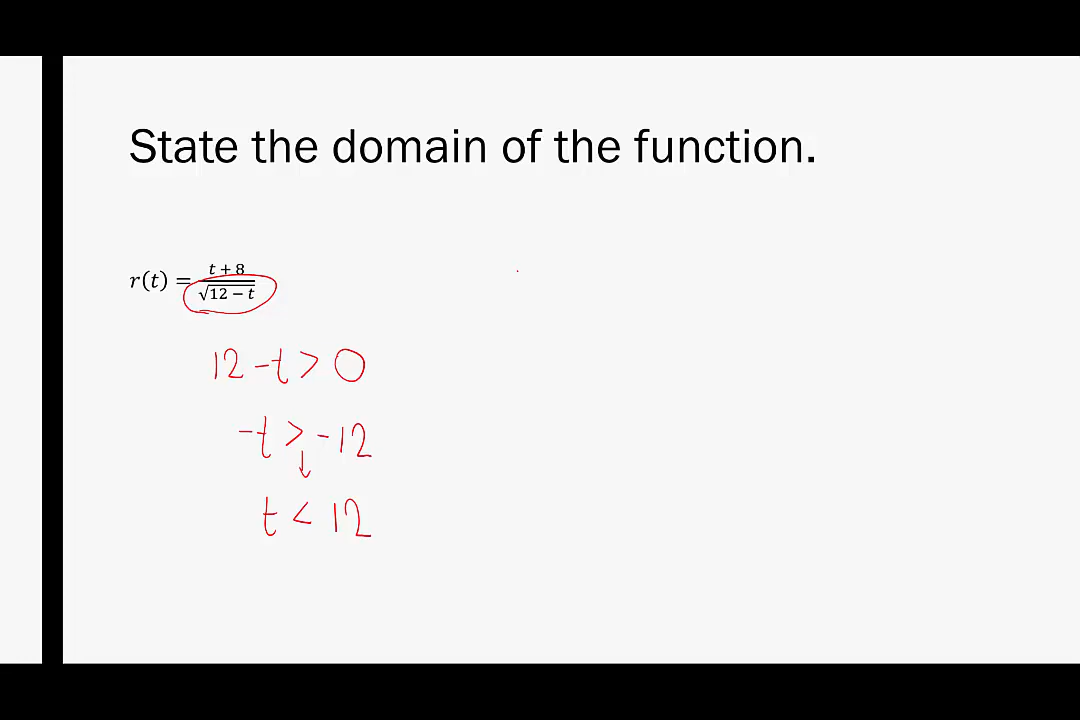 State the domain of the function.
r(t) = t + 8 / √12 − t
12 - t > 0
-t > -12
↓
t < 12